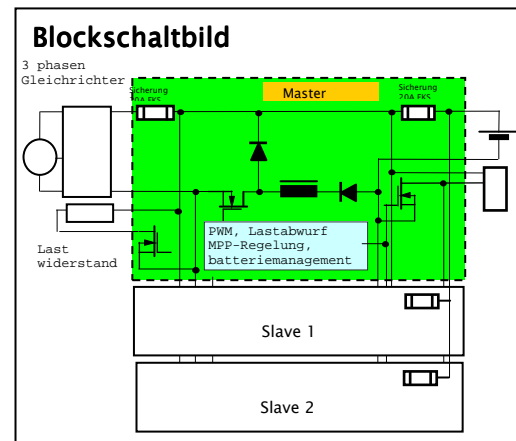 Blockschaltbild
3 phasen
Gleichrichter
Sicherung
Master
Sicherung
20A FKS
PWM, Lastabwurf
MPP-Regelung,
batteriemanagement
Last
widerstand
Slave 1
Slave 2